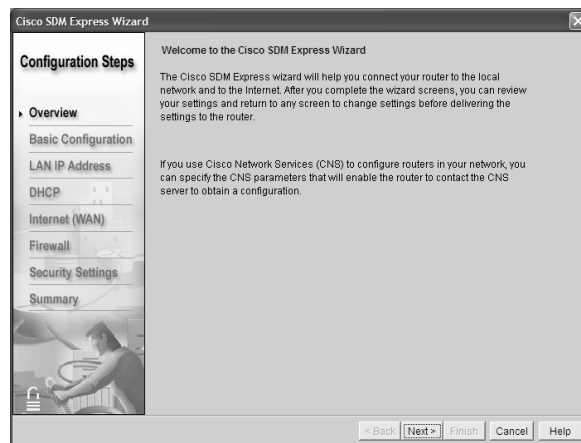 Cisco SDM Express Wizard
Configuration Steps
Overview
Basic Configuration
LAN IP Address
DHCP
Internet (WAN)
Firewall
Security Settings
Summary
Welcome to the Cisco SDM Express Wizard
The Cisco SDM Express wizard will help you connect your router to the local
network and to the Internet. After you complete the wizard screens, you can review
your settings and return to any screen to change settings before delivering the
settings to the router.
If you use Cisco Network Services (CNS) to configure routers in your network, you
can specify the CNS parameters that will enable the router to contact the CNS
server to obtain a configuration.
< Back Next > Finish Cancel Help